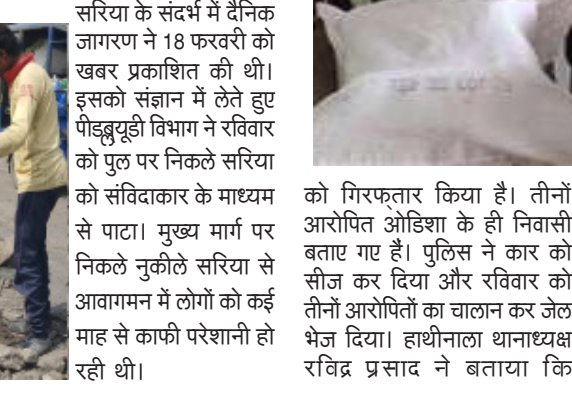 सरिया के संदर्भ में दैनिक
जागरण ने 18 फरवरी को
खबर प्रकाशित की थी।
इसको संज्ञान में लेते हुए
पीडब्लूयूडी विभाग ने रविवार
को पुल पर निकले सरिया
को संविदाकार के माध्यम
से पाटा। मुख्य मार्ग पर
निकले नुकीले सरिया से
आवागमन में लोगों को कई
माह से काफी परेशानी हो
रही थी।
को गिरफ्तार किया है। तीनों
आरोपित ओडिशा के ही निवासी
बताए गए हैं। पुलिस ने कार को
सीज कर दिया और रविवार को
तीनों आरोपितों का चालान कर जेल
भेज दिया। हाथीनाला थानाध्यक्ष
रविद्र प्रसाद ने बताया कि